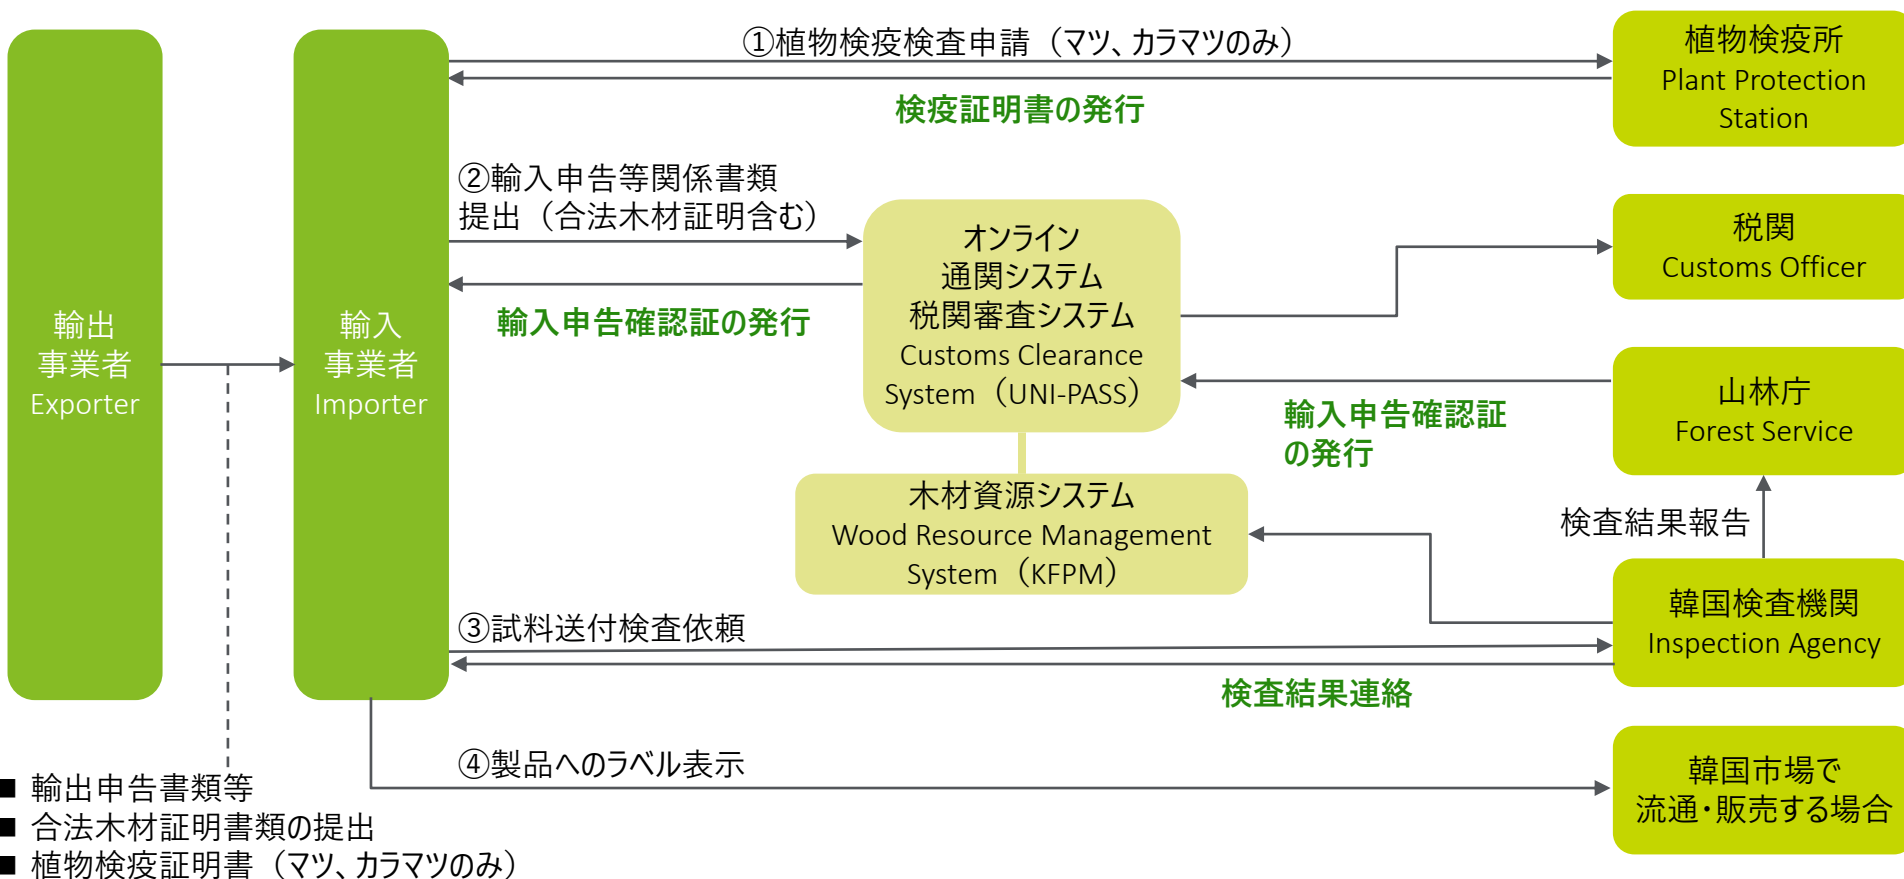 ①植物検疫検査申請（マツ、カラマツのみ）
検疫証明書の発行
植物検疫所
Plant Protection
Station
②輸入申告等関係書類
提出（合法木材証明含む）
輸入申告確認証の発行
オンライン
通関システム
税関審査システム
Customs Clearance
System（UNI-PASS）
税関
Customs Officer
輸出
事業者
Exporter
輸入
事業者
Importer
輸入申告確認証
の発行
山林庁
Forest Service
木材資源システム
Wood Resource Management
System（KFPM）
検査結果報告
韓国検査機関
Inspection Agency
③試料送付検査依頼
検査結果連絡
④製品へのラベル表示
韓国市場で
流通・販売する場合
■ 輸出申告書類等
■ 合法木材証明書類の提出
■ 植物検疫証明書（マツ、カラマツのみ）